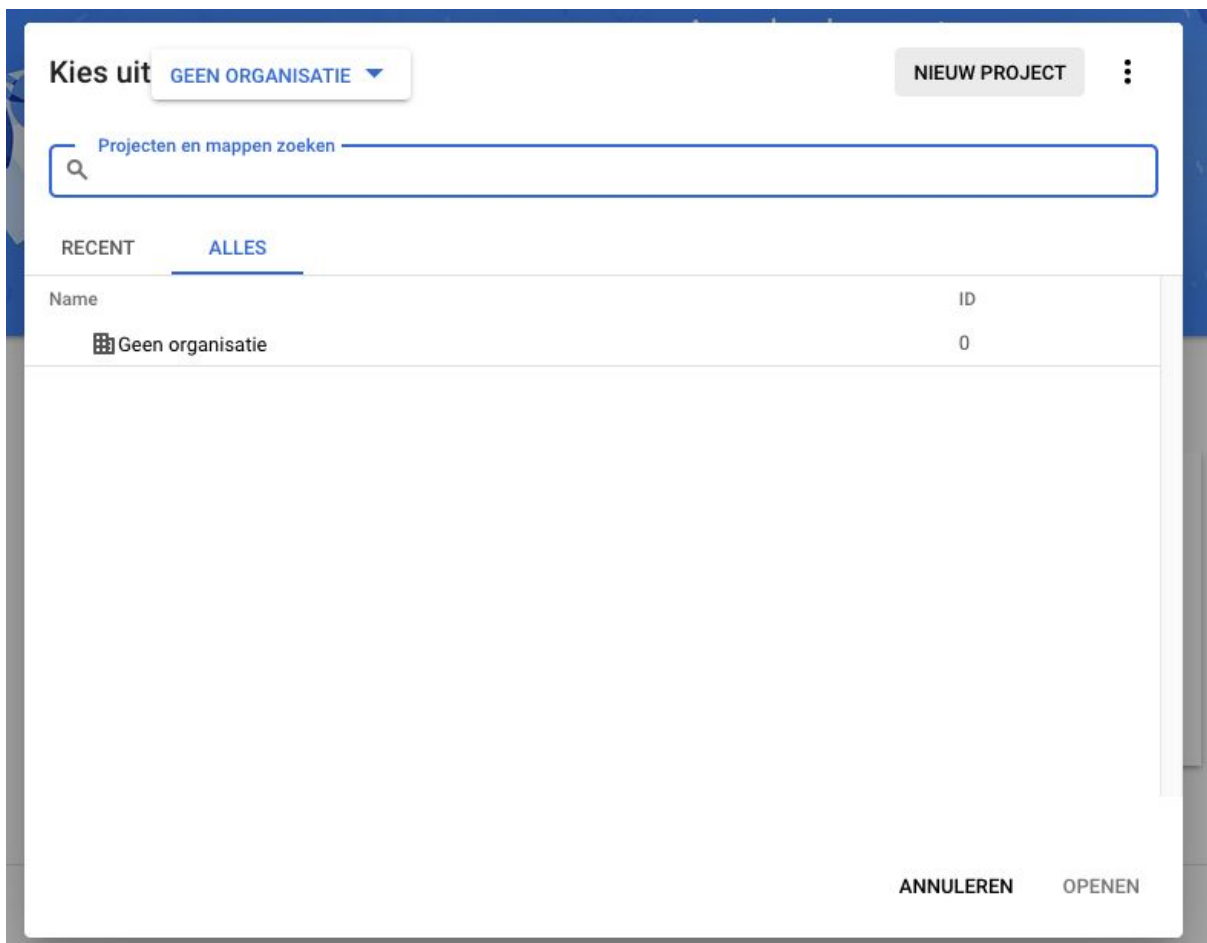 Kies uit GEEN ORGANISATIE NIEUW PROJECT
Projecten en mappen zoeken
RECENT ALLES
Name ID
Geen organisatie 0
ANNULEREN OPENEN